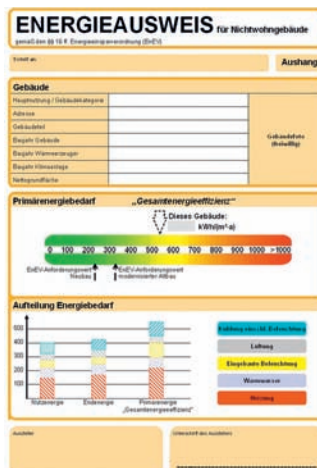 ENERGIEAUSWEIS für Nichtwohngebäude
gemäß den §§ 16 ff. Energieeinsparverordnung (EnEV)
Aushang
Gebäude
Hauptnutzung / Gebäudekategorie
Adresse
Gebäudeteil
Baujahr Gebäude
Baujahr Wärmeerzeuger
Baujahr Klimaanlage
Nettogrundfläche
Gebäudefoto
(freiwillig)
Primärenergiebedarf „Gesamtenergieeffizienz“
Dieses Gebäude:
kWh/(m²·a)
0 100 200 300 400 500 600 700 800 900 1000 >1000
EnEV-Anforderungswert
Neubau
EnEV-Anforderungswert
modernisierter Altbau
Aufteilung Energiebedarf
500
400
300
200
100
Nutzenergie Endenergie Primärenergie
„Gesamtenergieeffizienz“
Kühlung einschl. Befeuchtung
Lüftung
Eingebaute Beleuchtung
Warmwasser
Heizung
Aussteller
Unterschrift des Ausstellers